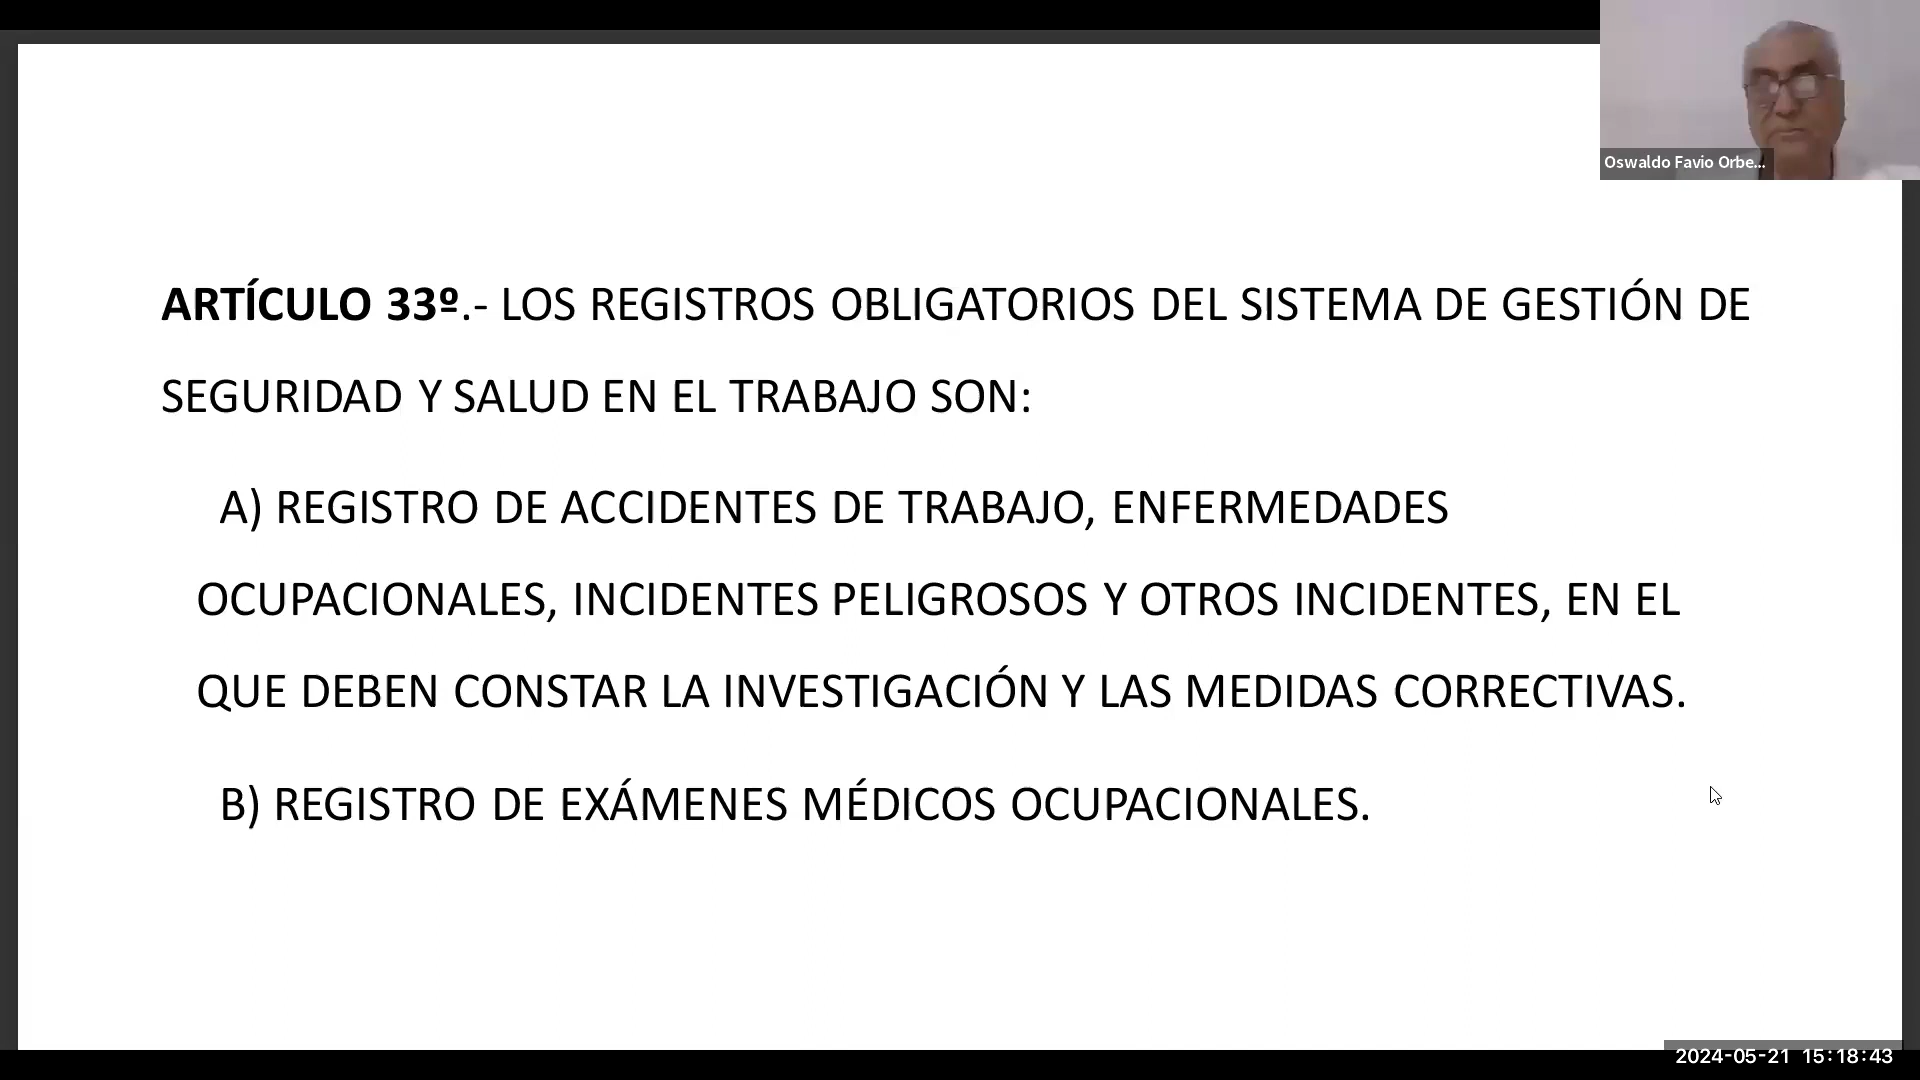 Oswaldo Favio Orbe...
ARTÍCULO 33º.- LOS REGISTROS OBLIGATORIOS DEL SISTEMA DE GESTIÓN DE
SEGURIDAD Y SALUD EN EL TRABAJO SON:
A) REGISTRO DE ACCIDENTES DE TRABAJO, ENFERMEDADES
OCUPACIONALES, INCIDENTES PELIGROSOS Y OTROS INCIDENTES, EN EL
QUE DEBEN CONSTAR LA INVESTIGACIÓN Y LAS MEDIDAS CORRECTIVAS.
B) REGISTRO DE EXÁMENES MÉDICOS OCUPACIONALES.
2024-05-21 15:18:43